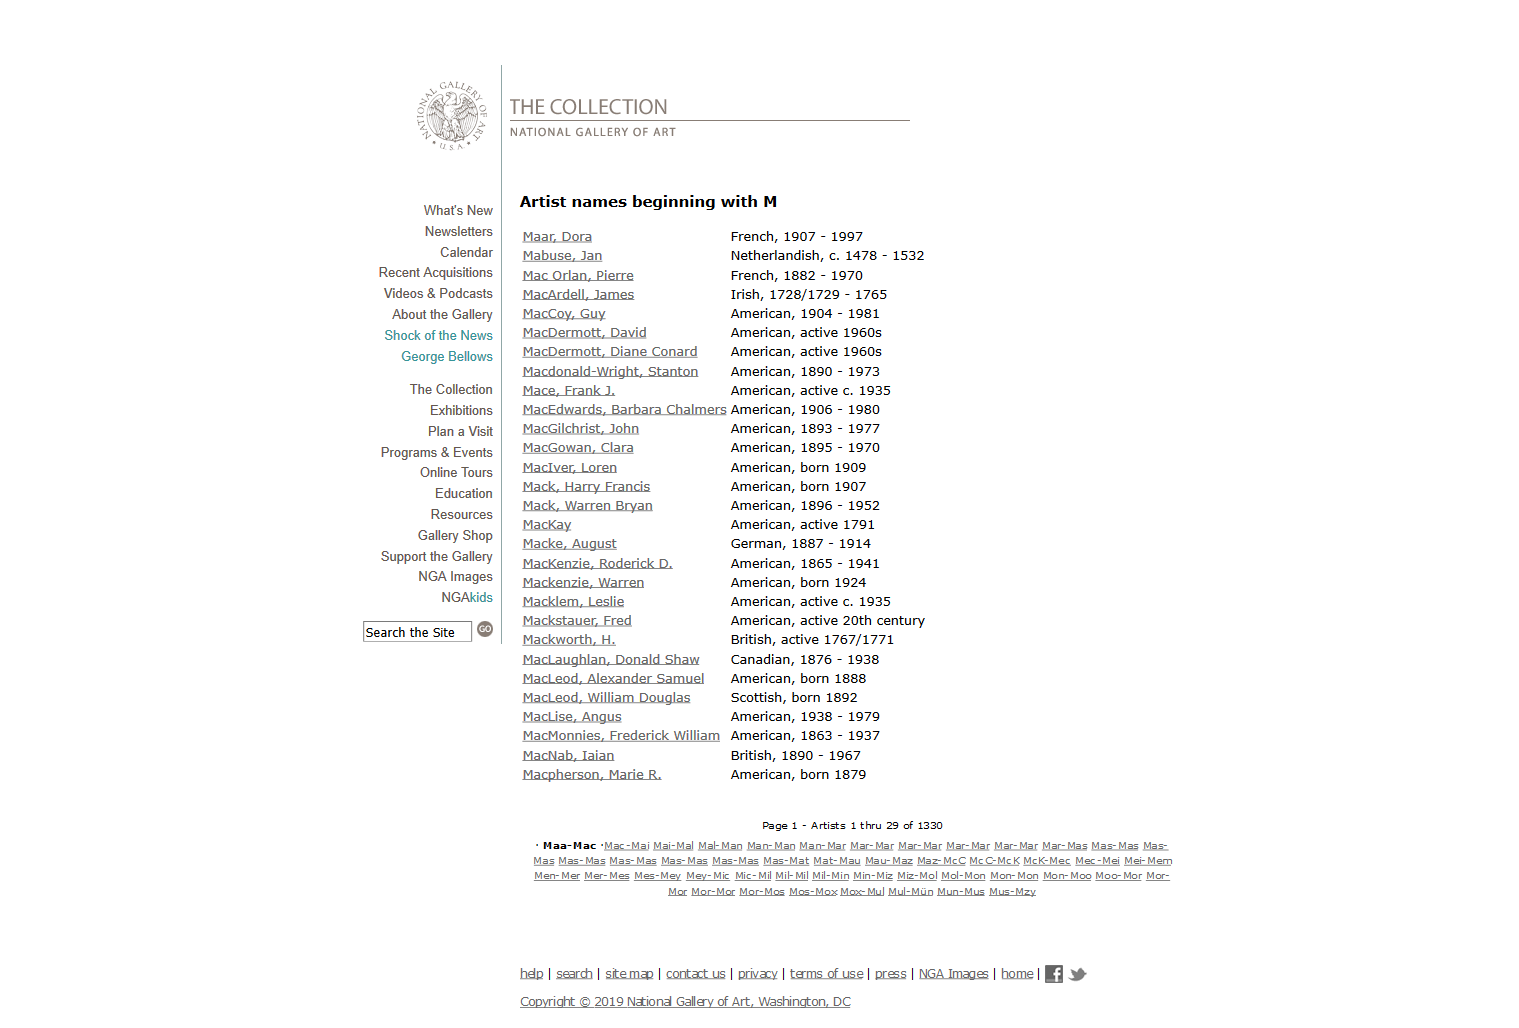 NATIONAL GALLERY OF ART
U.S.A.
THE COLLECTION
NATIONAL GALLERY OF ART
What's New
Newsletters
Calendar
Recent Acquisitions
Videos & Podcasts
About the Gallery
Shock of the News
George Bellows
The Collection
Exhibitions
Plan a Visit
Programs & Events
Online Tours
Education
Resources
Gallery Shop
Support the Gallery
NGA Images
NGAkids
Search the Site GO
Artist names beginning with M
Maar, Dora French, 1907 - 1997
Mabuse, Jan Netherlandish, c. 1478 - 1532
Mac Orlan, Pierre French, 1882 - 1970
MacArdell, James Irish, 1728/1729 - 1765
MacCoy, Guy American, 1904 - 1981
MacDermott, David American, active 1960s
MacDermott, Diane Conard American, active 1960s
Macdonald-Wright, Stanton American, 1890 - 1973
Mace, Frank J. American, active c. 1935
MacEdwards, Barbara Chalmers American, 1906 - 1980
MacGilchrist, John American, 1893 - 1977
MacGowan, Clara American, 1895 - 1970
MacIver, Loren American, born 1909
Mack, Harry Francis American, born 1907
Mack, Warren Bryan American, 1896 - 1952
MacKay American, active 1791
Macke, August German, 1887 - 1914
MacKenzie, Roderick D. American, 1865 - 1941
Mackenzie, Warren American, born 1924
Macklem, Leslie American, active c. 1935
Mackstauer, Fred American, active 20th century
Mackworth, H. British, active 1767/1771
MacLaughlan, Donald Shaw Canadian, 1876 - 1938
MacLeod, Alexander Samuel American, born 1888
MacLeod, William Douglas Scottish, born 1892
MacLise, Angus American, 1938 - 1979
MacMonnies, Frederick William American, 1863 - 1937
MacNab, Iaian British, 1890 - 1967
Macpherson, Marie R. American, born 1879
Page 1 - Artists 1 thru 29 of 1330
· Maa-Mac ·Mac-Mai Mai-Mal Mal-Man Man-Man Man-Mar Mar-Mar Mar-Mar Mar-Mar Mar-Mar Mar-Mas Mas-Mas Mas-
Mas Mas-Mas Mas-Mas Mas-Mas Mas-Mas Mas-Mat Mat-Mau Mau-Maz Maz-McC McC-McK McK-Mec Mec-Mei Mei-Mem
Men-Mer Mer-Mes Mes-Mey Mey-Mic Mic-Mil Mil-Mil Mil-Min Min-Miz Miz-Mol Mol-Mon Mon-Mon Mon-Moo Moo-Mor Mor-
Mor Mor-Mor Mor-Mos Mos-Mox Mox-Mul Mul-Mün Mun-Mus Mus-Mzy
help | search | site map | contact us | privacy | terms of use | press | NGA Images | home |
Copyright © 2019 National Gallery of Art, Washington, DC